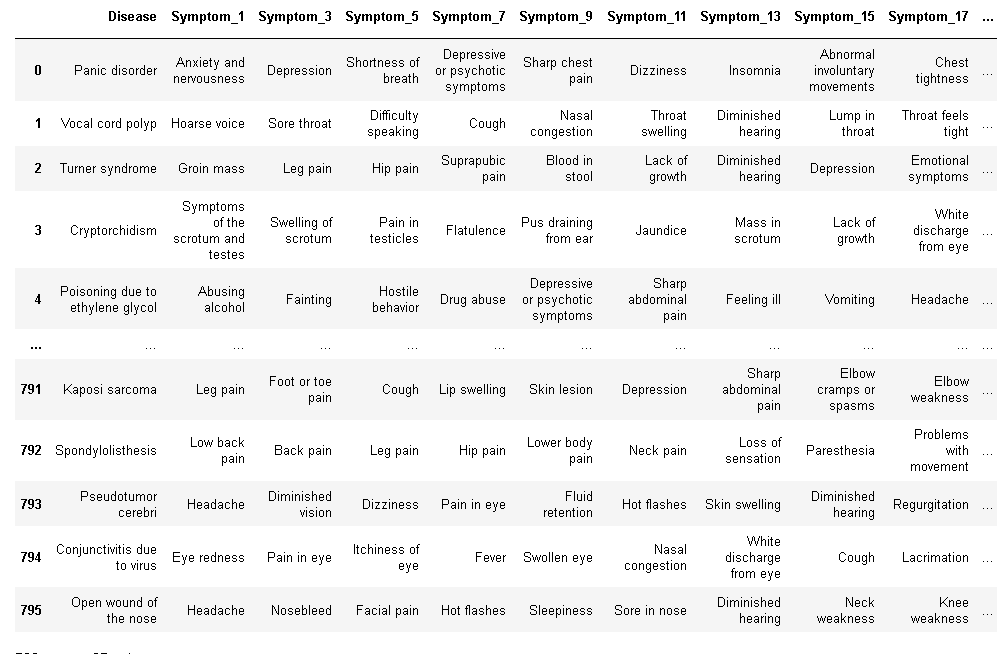 Disease Symptom_1 Symptom_3 Symptom_5 Symptom_7 Symptom_9 Symptom_11 Symptom_13 Symptom_15 Symptom_17 ...
0 Panic disorder Anxiety and nervousness Depression Shortness of breath Depressive or psychotic symptoms Sharp chest pain Dizziness Insomnia Abnormal involuntary movements Chest tightness ...
1 Vocal cord polyp Hoarse voice Sore throat Difficulty speaking Cough Nasal congestion Throat swelling Diminished hearing Lump in throat Throat feels tight ...
2 Turner syndrome Groin mass Leg pain Hip pain Suprapubic pain Blood in stool Lack of growth Diminished hearing Depression Emotional symptoms ...
3 Cryptorchidism Symptoms of the scrotum and testes Swelling of scrotum Pain in testicles Flatulence Pus draining from ear Jaundice Mass in scrotum Lack of growth White discharge from eye ...
4 Poisoning due to ethylene glycol Abusing alcohol Fainting Hostile behavior Drug abuse Depressive or psychotic symptoms Sharp abdominal pain Feeling ill Vomiting Headache ...
... ... ... ... ... ... ... ... ... ... ... ...
791 Kaposi sarcoma Leg pain Foot or toe pain Cough Lip swelling Skin lesion Depression Sharp abdominal pain Elbow cramps or spasms Elbow weakness ...
792 Spondylolisthesis Low back pain Back pain Leg pain Hip pain Lower body pain Neck pain Loss of sensation Paresthesia Problems with movement ...
793 Pseudotumor cerebri Headache Diminished vision Dizziness Pain in eye Fluid retention Hot flashes Skin swelling Diminished hearing Regurgitation ...
794 Conjunctivitis due to virus Eye redness Pain in eye Itchiness of eye Fever Swollen eye Nasal congestion White discharge from eye Cough Lacrimation ...
795 Open wound of the nose Headache Nosebleed Facial pain Hot flashes Sleepiness Sore in nose Diminished hearing Neck weakness Knee weakness ...